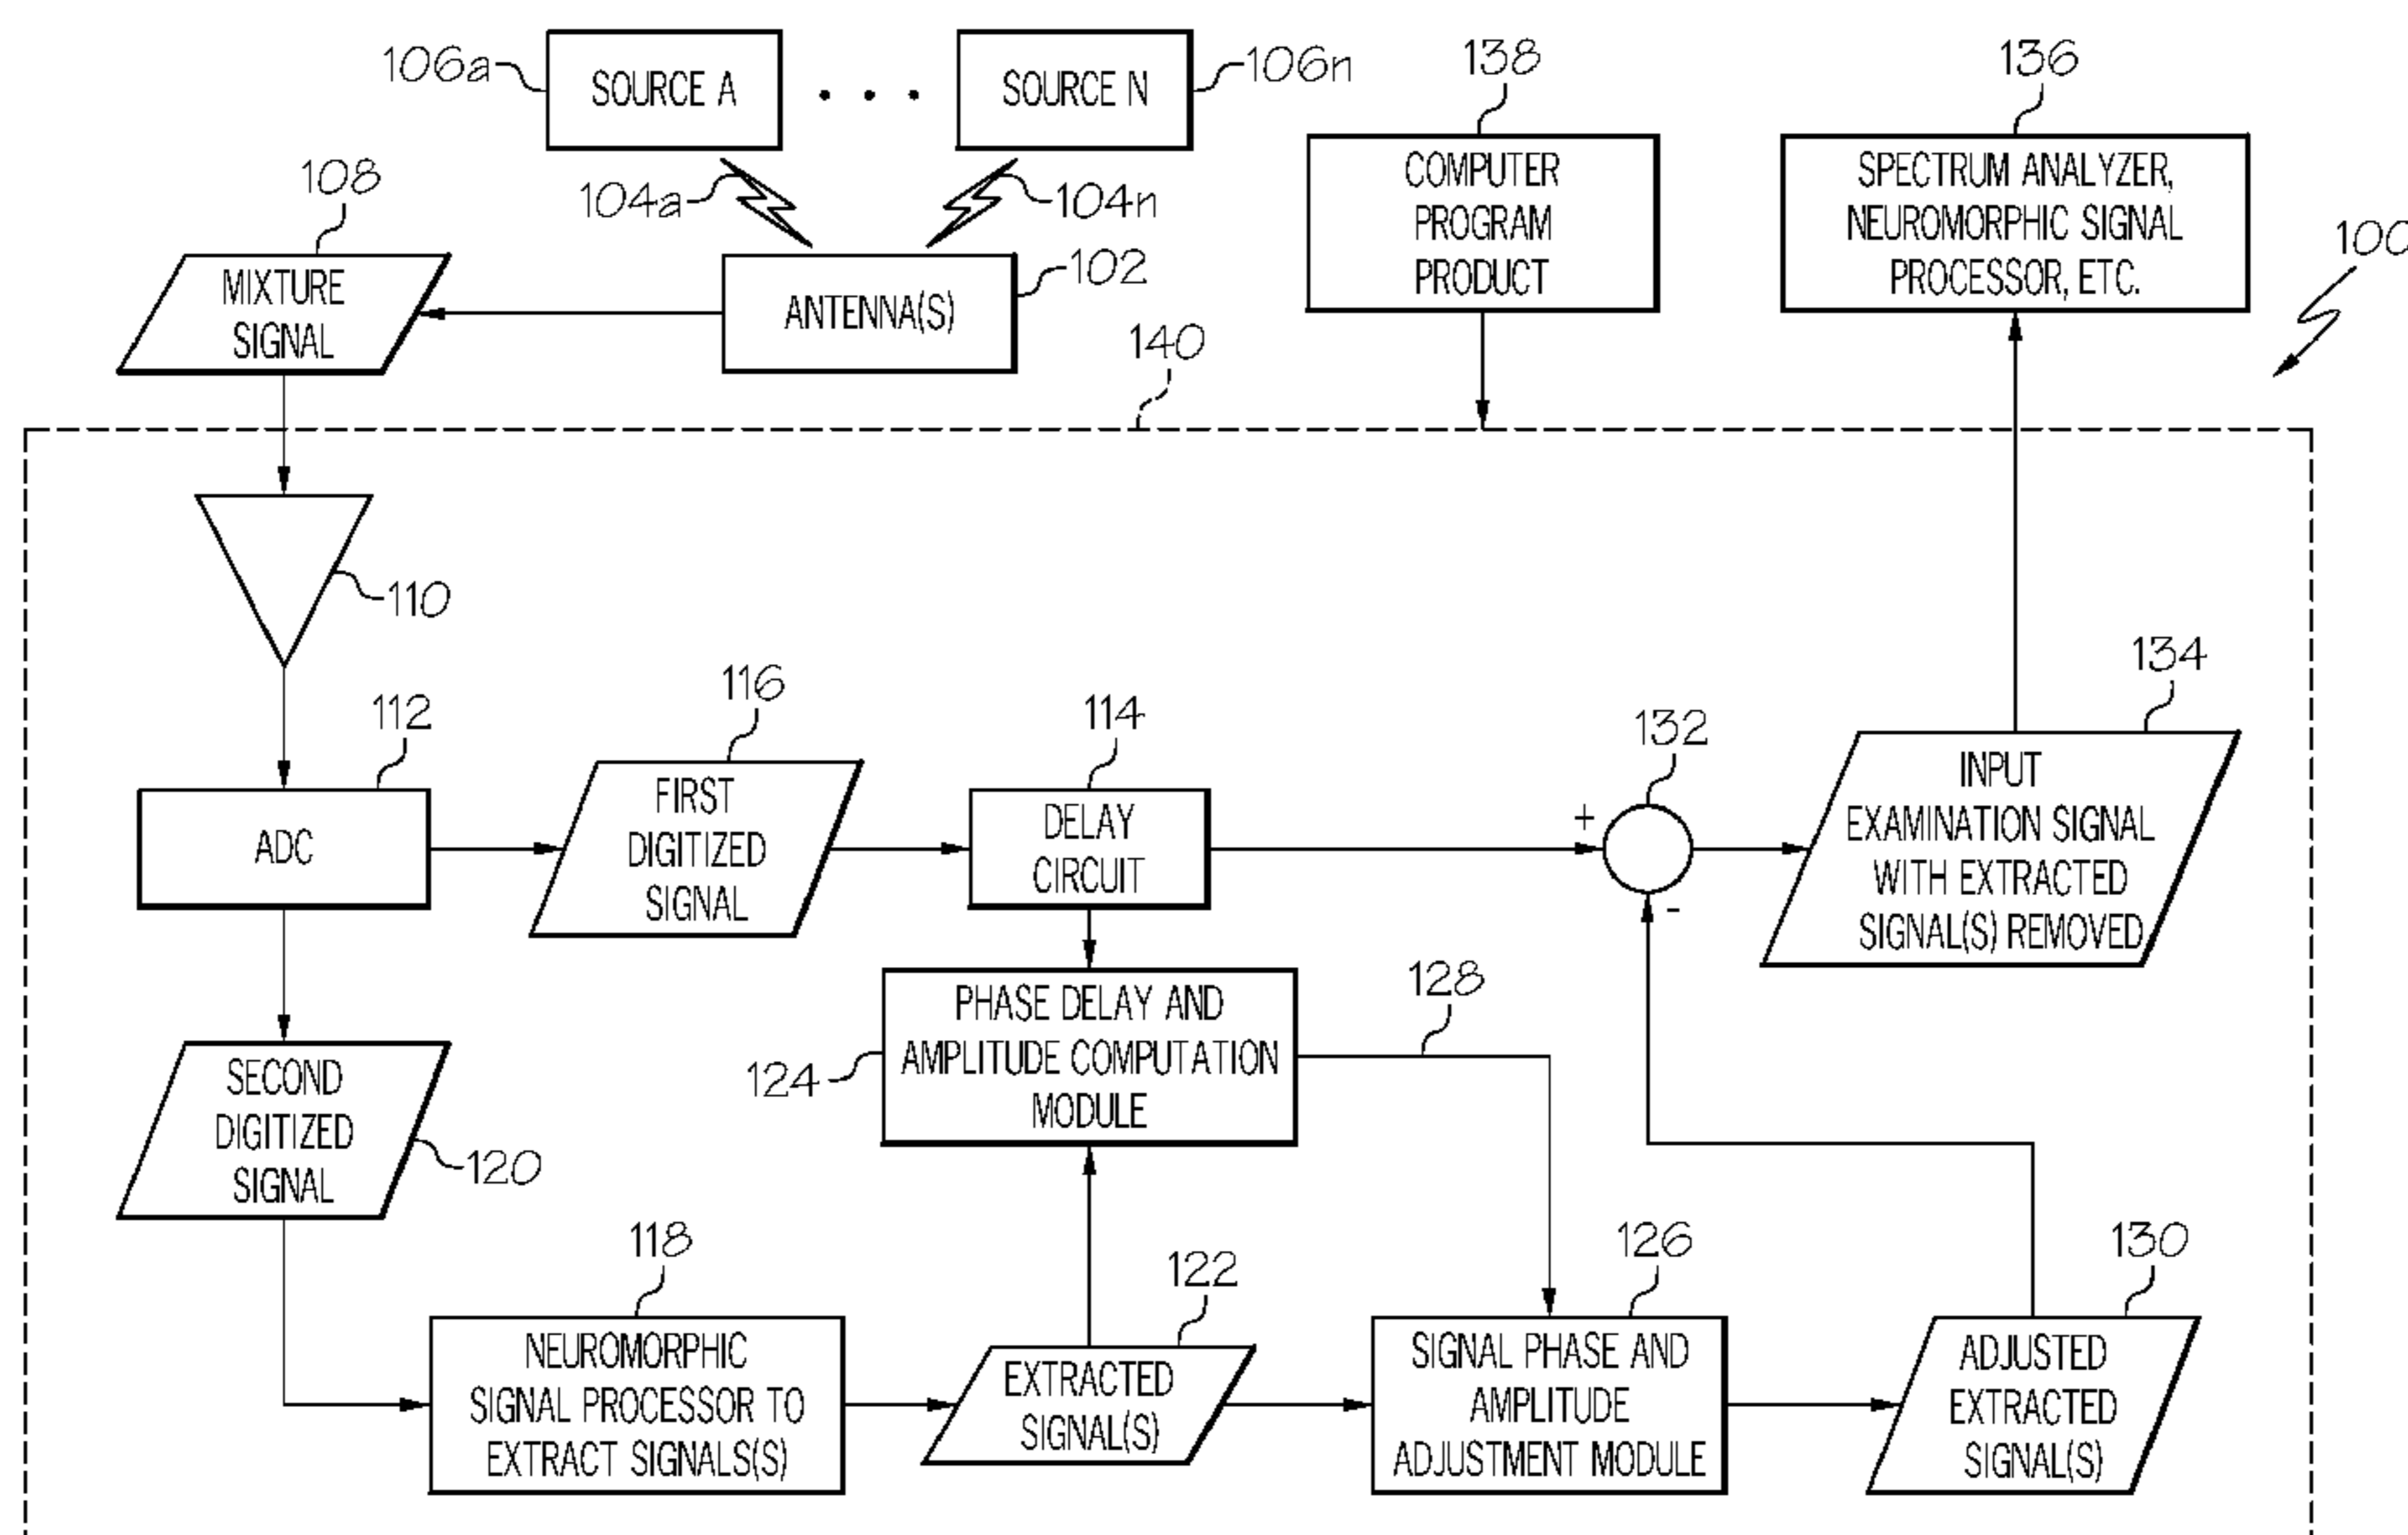 106a
SOURCE A
. . .
SOURCE N
106n
138
136
104a
104n
108
COMPUTER
PROGRAM
PRODUCT
SPECTRUM ANALYZER,
NEUROMORPHIC SIGNAL
PROCESSOR, ETC.
100
MIXTURE
SIGNAL
ANTENNA(S)
102
140
110
112
116
114
132
134
ADC
FIRST
DIGITIZED
SIGNAL
DELAY
CIRCUIT
+
-
INPUT
EXAMINATION SIGNAL
WITH EXTRACTED
SIGNAL(S) REMOVED
124
PHASE DELAY AND
AMPLITUDE COMPUTATION
MODULE
128
SECOND
DIGITIZED
SIGNAL
120
118
122
126
130
NEUROMORPHIC
SIGNAL PROCESSOR TO
EXTRACT SIGNALS(S)
EXTRACTED
SIGNAL(S)
SIGNAL PHASE AND
AMPLITUDE
ADJUSTMENT MODULE
ADJUSTED
EXTRACTED
SIGNAL(S)